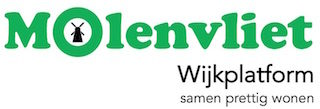 MOlenvliet
Wijkplatform
samen prettig wonen